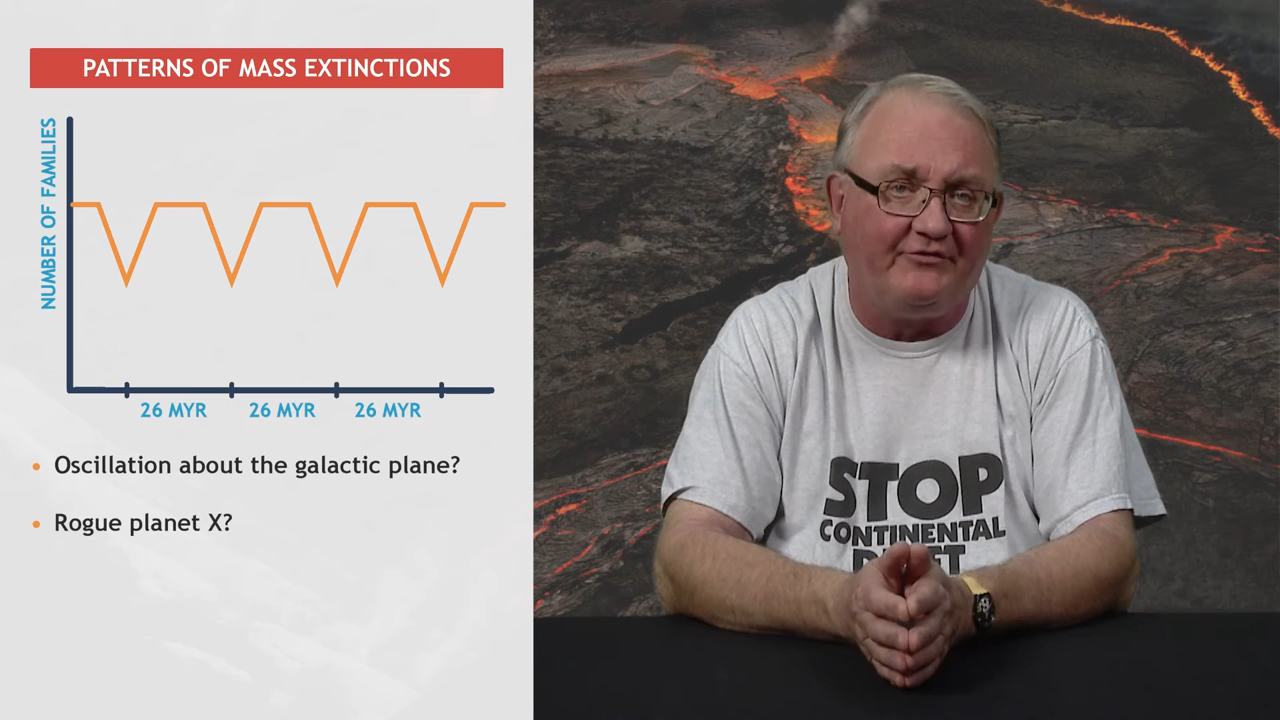 PATTERNS OF MASS EXTINCTIONS
NUMBER OF FAMILIES
26 MYR 26 MYR 26 MYR
• Oscillation about the galactic plane?
• Rogue planet X?
STOP
CONTINENTAL